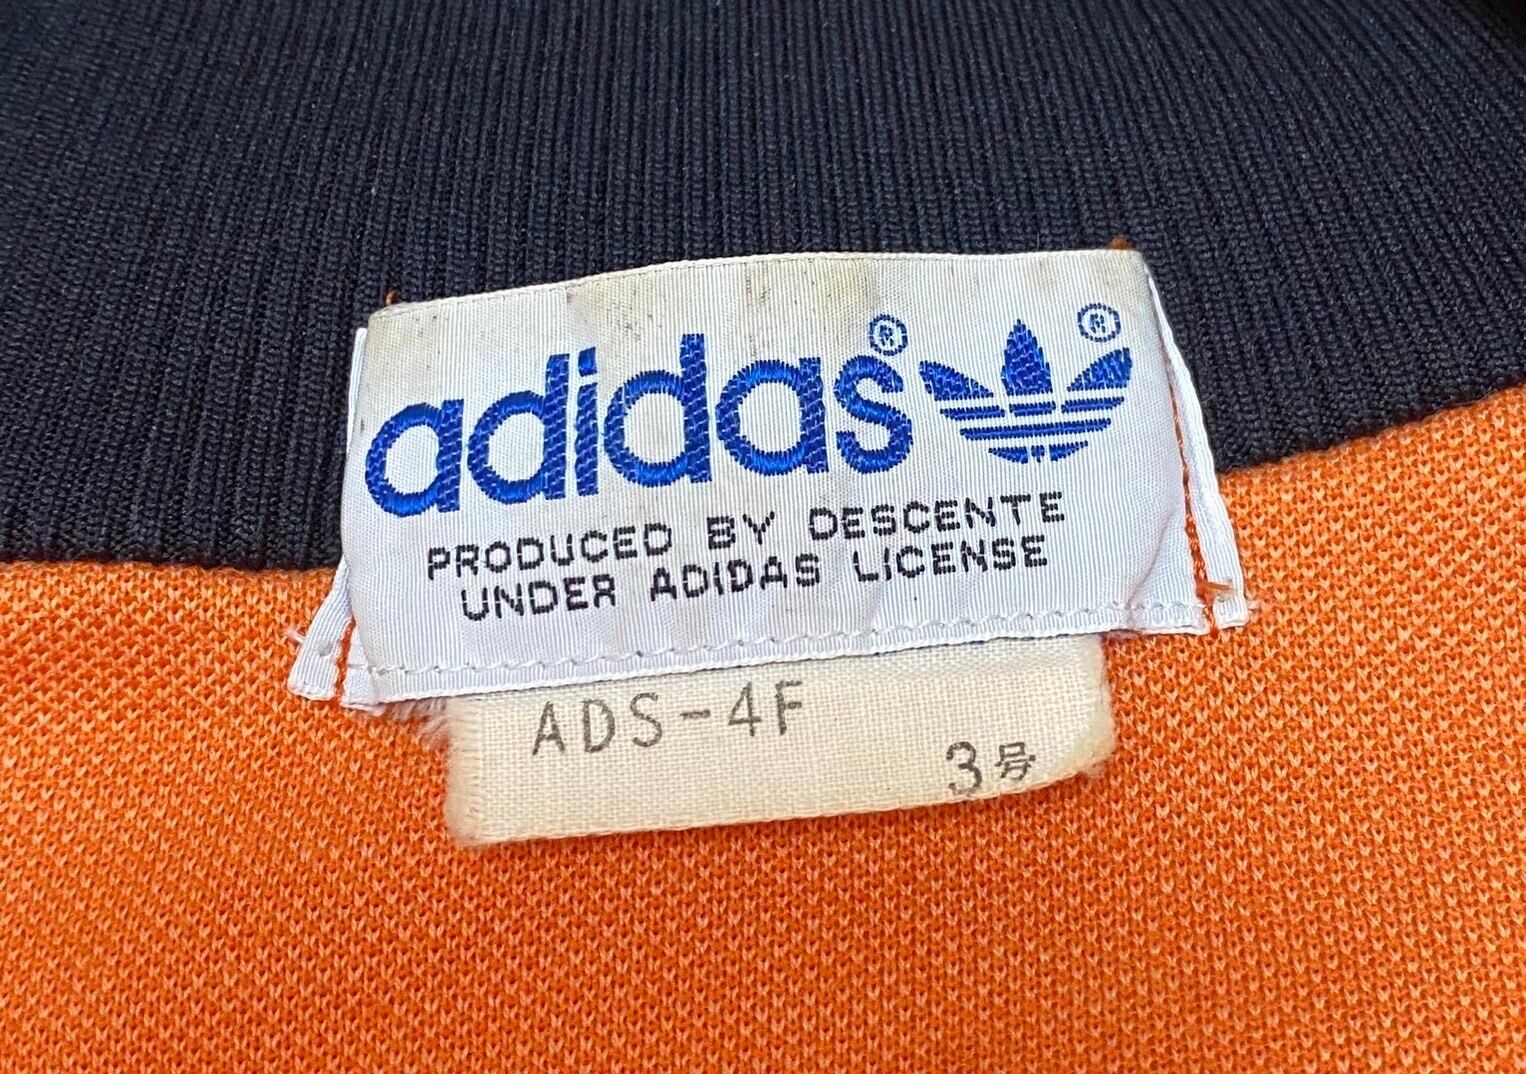 adidas® ®
PRODUCED BY DESCENTE
UNDER ADIDAS LICENSE
ADS-4F
3号